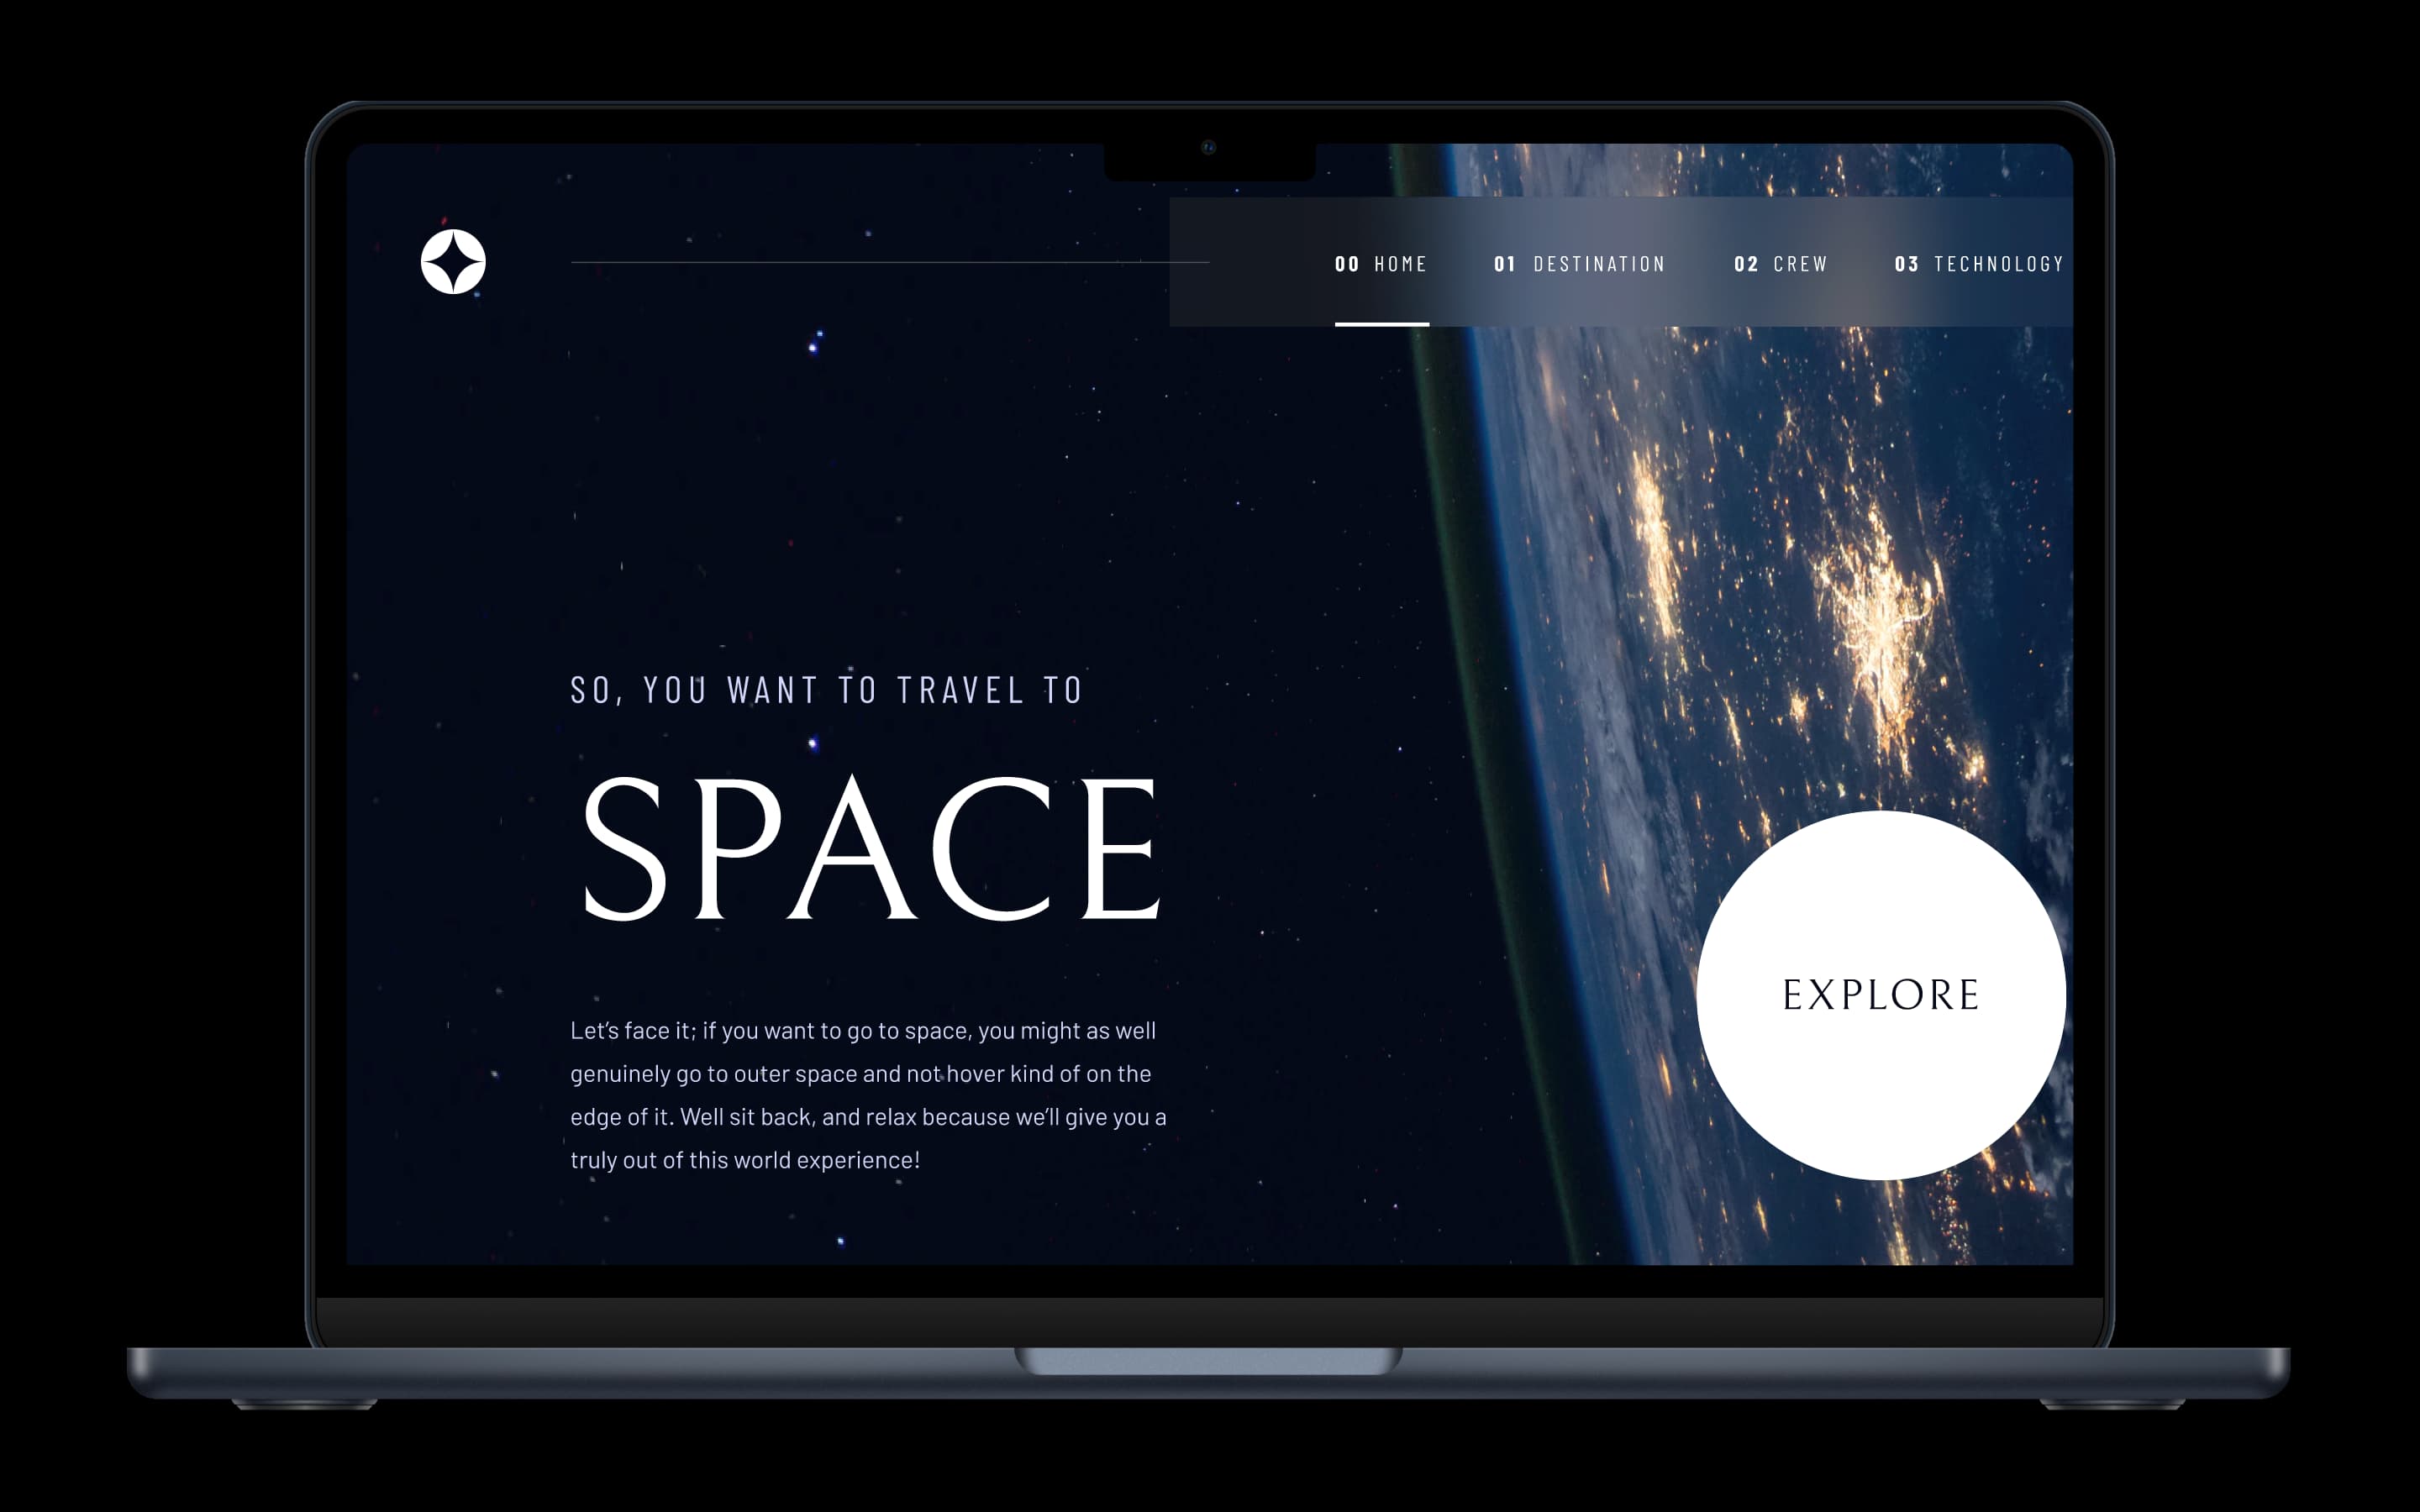 00 HOME 01 DESTINATION 02 CREW 03 TECHNOLOGY
SO, YOU WANT TO TRAVEL TO
SPACE
Let’s face it; if you want to go to space, you might as well
genuinely go to outer space and not hover kind of on the
edge of it. Well sit back, and relax because we’ll give you a
truly out of this world experience!
EXPLORE